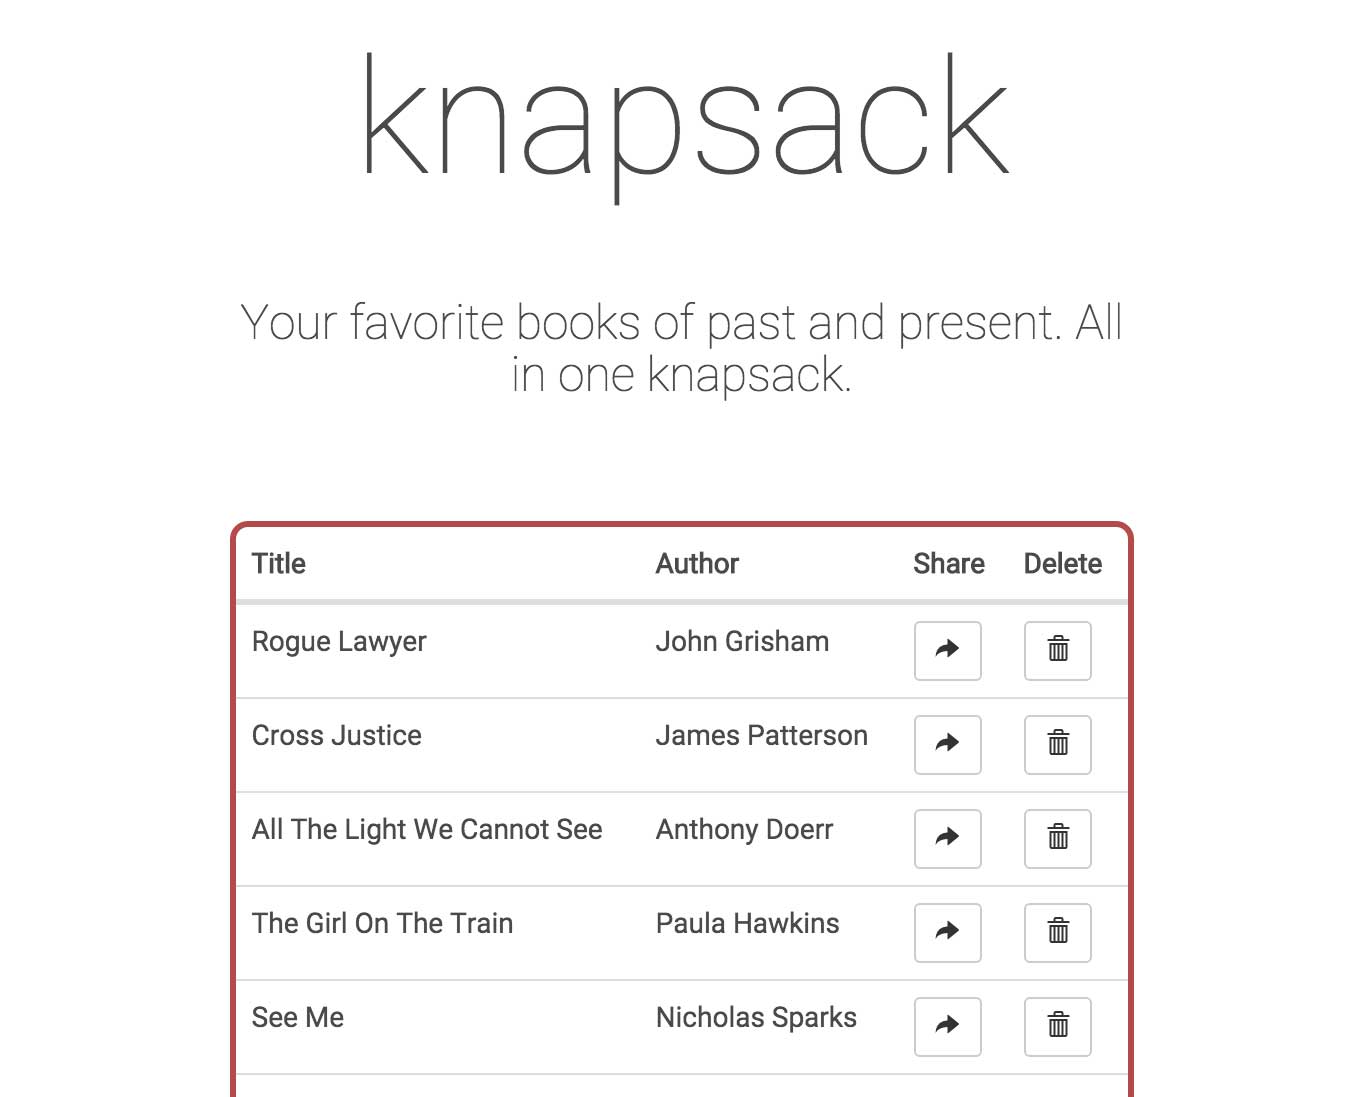 knapsack
Your favorite books of past and present. All
in one knapsack.
Title Author Share Delete
Rogue Lawyer John Grisham
Cross Justice James Patterson
All The Light We Cannot See Anthony Doerr
The Girl On The Train Paula Hawkins
See Me Nicholas Sparks